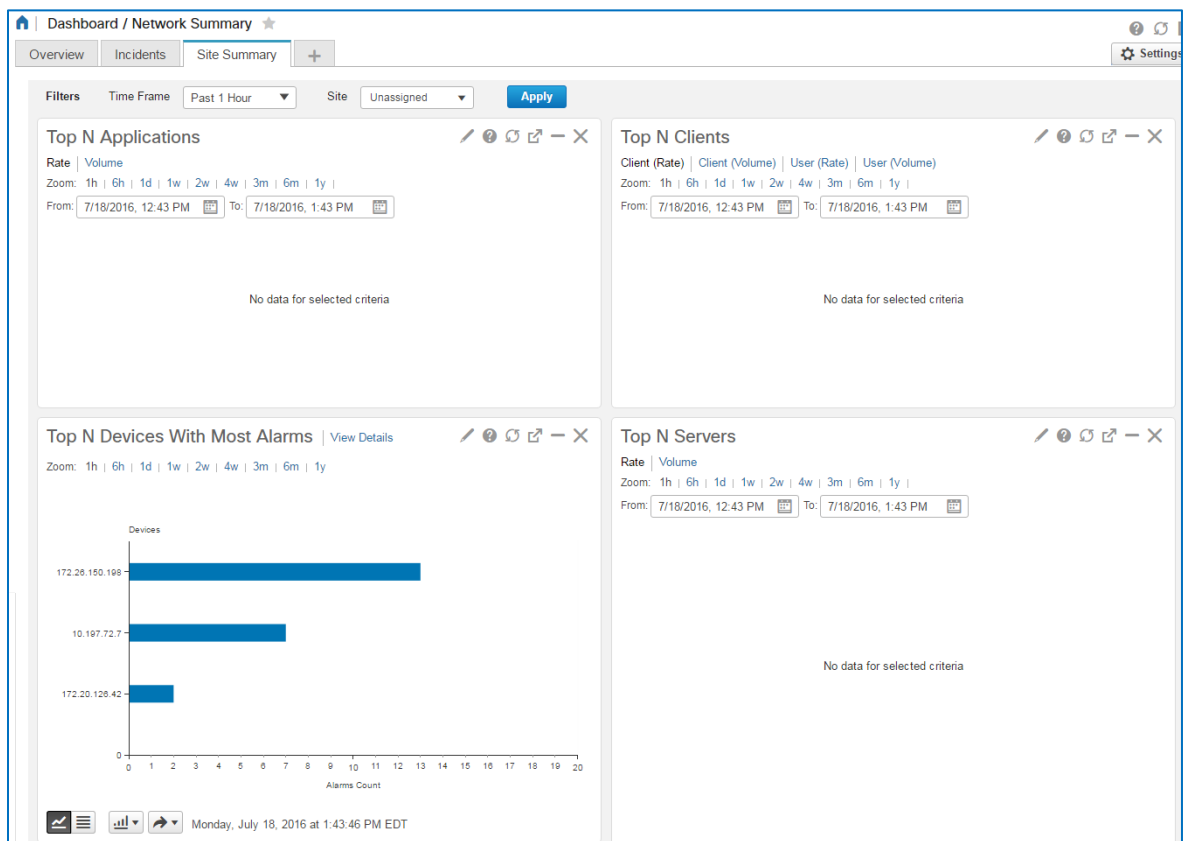 Dashboard / Network Summary
Overview Incidents Site Summary +
Settings
Filters Time Frame Past 1 Hour Site Unassigned Apply
Top N Applications
Rate | Volume
Zoom: 1h | 6h | 1d | 1w | 2w | 4w | 3m | 6m | 1y |
From: 7/18/2016, 12:43 PM To: 7/18/2016, 1:43 PM
No data for selected criteria
Top N Clients
Client (Rate) | Client (Volume) | User (Rate) | User (Volume)
Zoom: 1h | 6h | 1d | 1w | 2w | 4w | 3m | 6m | 1y |
From: 7/18/2016, 12:43 PM To: 7/18/2016, 1:43 PM
No data for selected criteria
Top N Devices With Most Alarms | View Details
Zoom: 1h | 6h | 1d | 1w | 2w | 4w | 3m | 6m | 1y
Devices
172.26.150.198
10.197.72.7
172.20.126.42
0
0 1 2 3 4 5 6 7 8 9 10 11 12 13 14 15 16 17 18 19 20
Alarms Count
Monday, July 18, 2016 at 1:43:46 PM EDT
Top N Servers
Rate | Volume
Zoom: 1h | 6h | 1d | 1w | 2w | 4w | 3m | 6m | 1y |
From: 7/18/2016, 12:43 PM To: 7/18/2016, 1:43 PM
No data for selected criteria